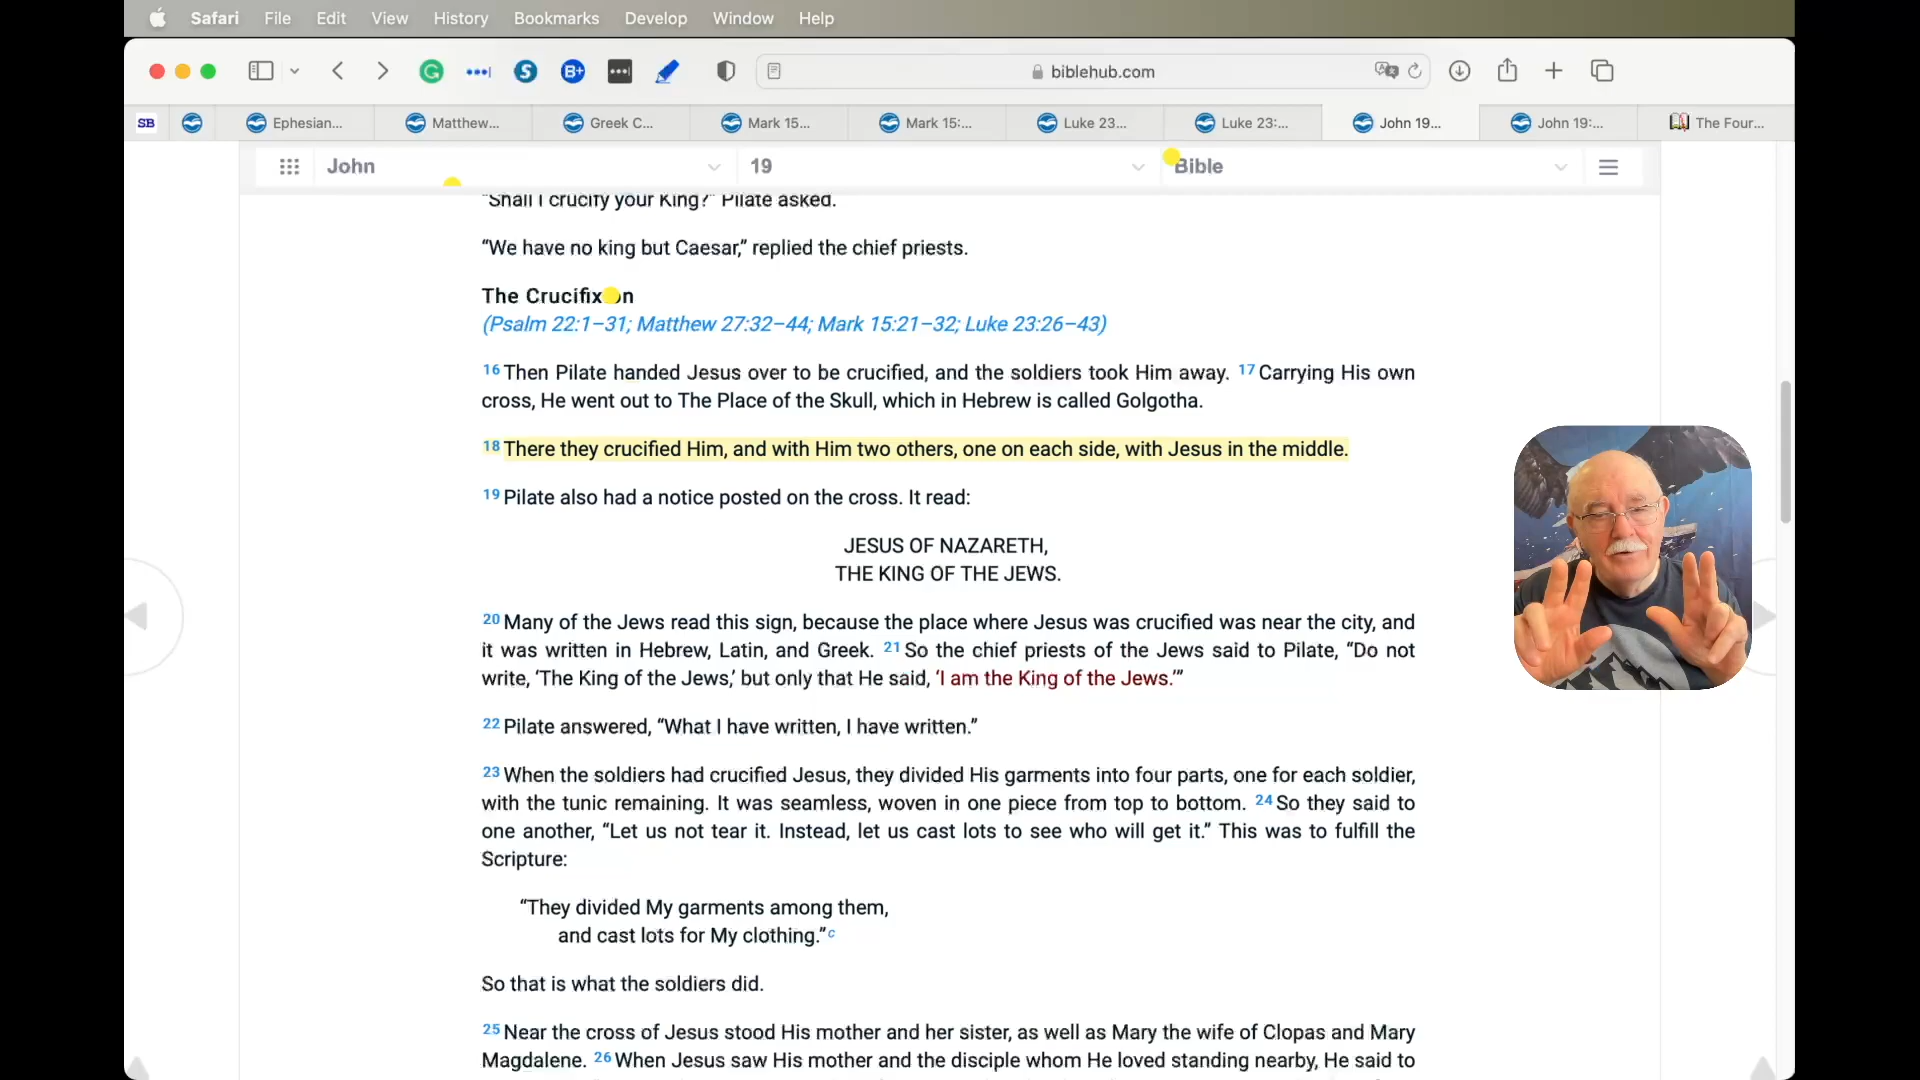 Safari File Edit View History Bookmarks Develop Window Help
biblehub.com
SB Ephesian... Matthew... Greek C... Mark 15... Mark 15:... Luke 23... Luke 23:... John 19... John 19:... The Four...
John 19 Bible
“Shall I crucify your King?” Pilate asked.
“We have no king but Caesar,” replied the chief priests.
The Crucifixion
(Psalm 22:1–31; Matthew 27:32–44; Mark 15:21–32; Luke 23:26–43)
16 Then Pilate handed Jesus over to be crucified, and the soldiers took Him away. 17 Carrying His own
cross, He went out to The Place of the Skull, which in Hebrew is called Golgotha.
18 There they crucified Him, and with Him two others, one on each side, with Jesus in the middle.
19 Pilate also had a notice posted on the cross. It read:
JESUS OF NAZARETH,
THE KING OF THE JEWS.
20 Many of the Jews read this sign, because the place where Jesus was crucified was near the city, and
it was written in Hebrew, Latin, and Greek. 21 So the chief priests of the Jews said to Pilate, “Do not
write, ‘The King of the Jews,’ but only that He said, ‘I am the King of the Jews.’”
22 Pilate answered, “What I have written, I have written.”
23 When the soldiers had crucified Jesus, they divided His garments into four parts, one for each soldier,
with the tunic remaining. It was seamless, woven in one piece from top to bottom. 24 So they said to
one another, “Let us not tear it. Instead, let us cast lots to see who will get it.” This was to fulfill the
Scripture:
“They divided My garments among them,
and cast lots for My clothing.” c
So that is what the soldiers did.
25 Near the cross of Jesus stood His mother and her sister, as well as Mary the wife of Clopas and Mary
Magdalene. 26 When Jesus saw His mother and the disciple whom He loved standing nearby, He said to